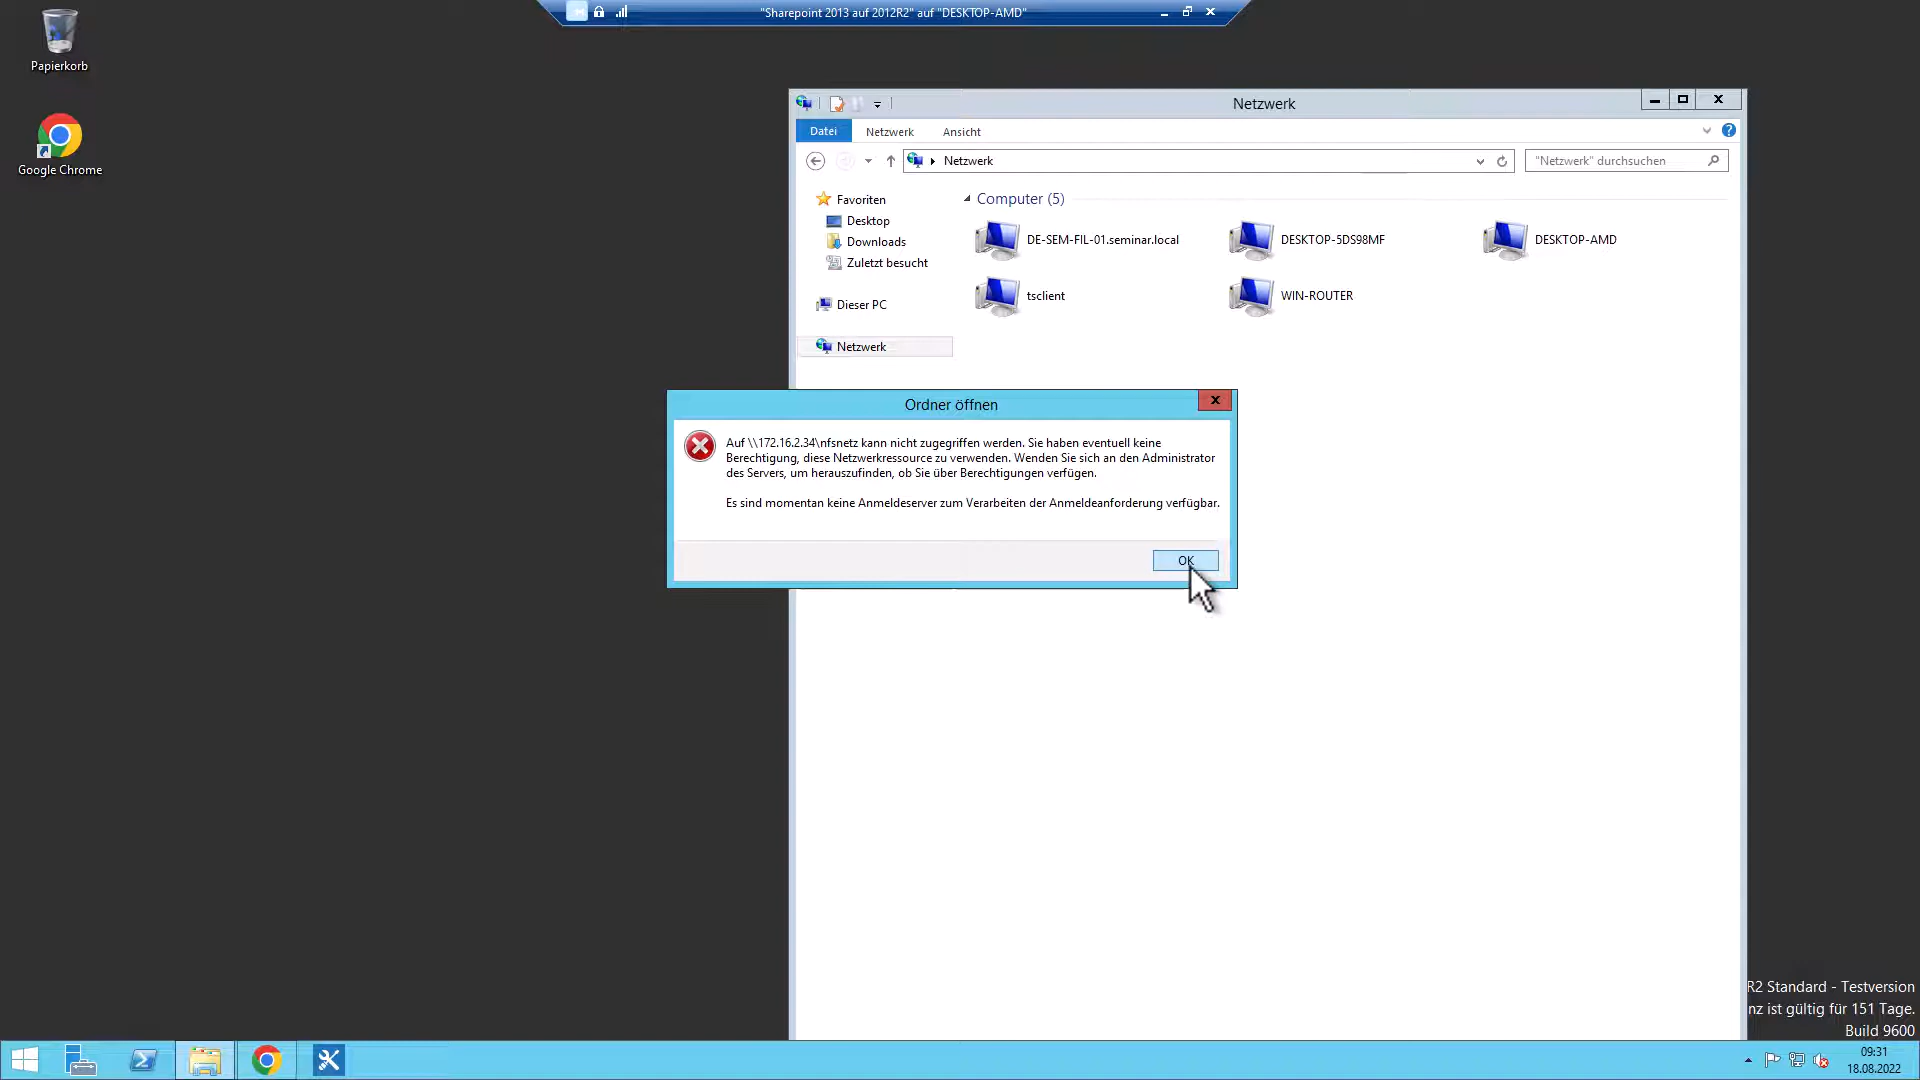 "Sharepoint 2013 auf 2012R2" auf "DESKTOP-AMD"
Papierkorb
Google Chrome
Netzwerk
Datei
Netzwerk
Ansicht
Netzwerk
"Netzwerk" durchsuchen
Favoriten
Desktop
Downloads
Zuletzt besucht
Dieser PC
Netzwerk
Computer (5)
DE-SEM-FIL-01.seminar.local
DESKTOP-5DS98MF
DESKTOP-AMD
tsclient
WIN-ROUTER
Ordner öffnen
Auf \\172.16.2.34\nfsnetz kann nicht zugegriffen werden. Sie haben eventuell keine
Berechtigung, diese Netzwerkressource zu verwenden. Wenden Sie sich an den Administrator
des Servers, um herauszufinden, ob Sie über Berechtigungen verfügen.
Es sind momentan keine Anmeldeserver zum Verarbeiten der Anmeldeanforderung verfügbar.
OK
R2 Standard - Testversion
nz ist gültig für 151 Tage.
Build 9600
09:31
18.08.2022